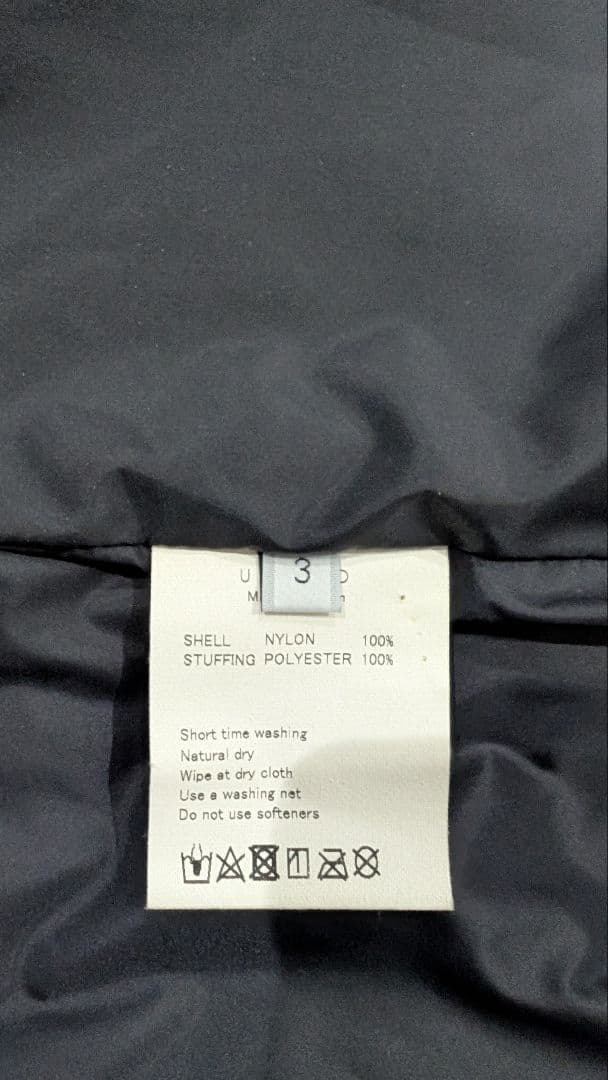 3
SHELL NYLON 100%
STUFFING POLYESTER 100%
Short time washing
Natural dry
Wipe at dry cloth
Use a washing net
Do not use softeners